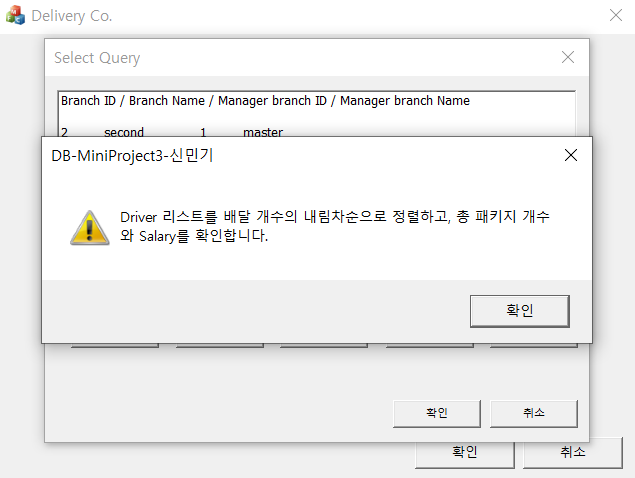 Delivery Co.
Select Query
Branch ID / Branch Name / Manager branch ID / Manager branch Name
2 second 1 master
DB-MiniProject3-신민기
Driver 리스트를 배달 개수의 내림차순으로 정렬하고, 총 패키지 개수
와 Salary를 확인합니다.
확인
확인 취소
확인 취소